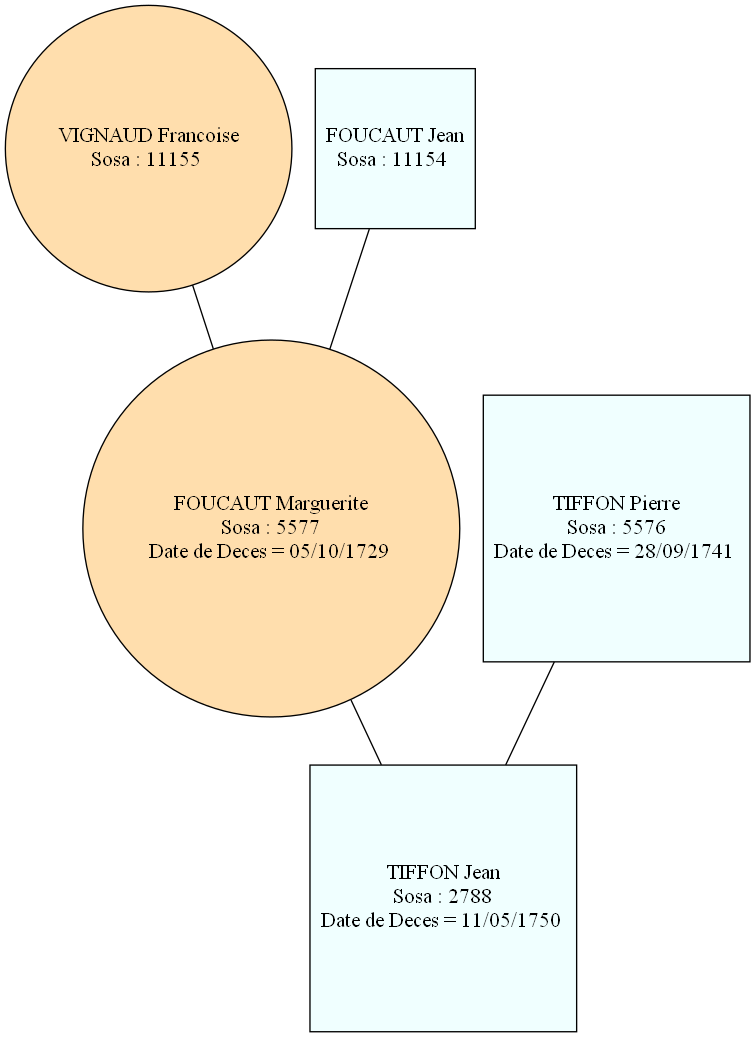 VIGNAUD Francoise
Sosa : 11155
FOUCAUT Jean
Sosa : 11154
FOUCAUT Marguerite
Sosa : 5577
Date de Deces = 05/10/1729
TIFFON Pierre
Sosa : 5576
Date de Deces = 28/09/1741
TIFFON Jean
Sosa : 2788
Date de Deces = 11/05/1750